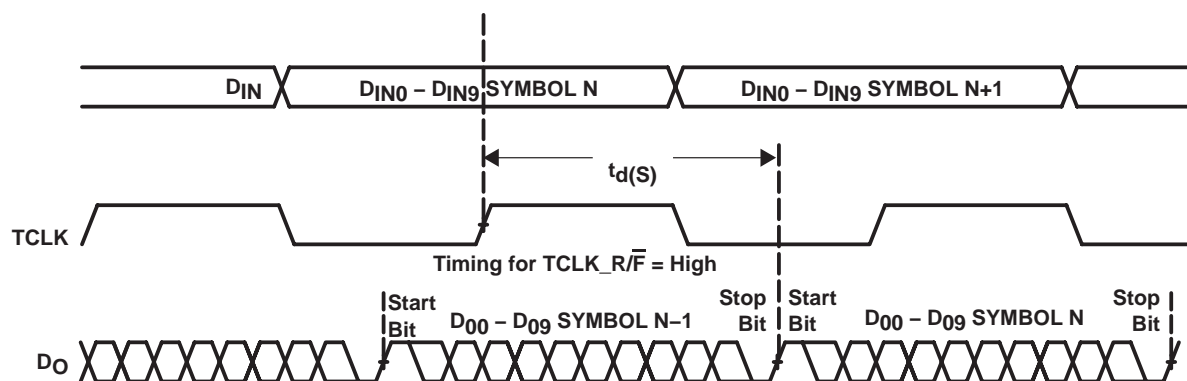 DIN DIN0 – DIN9 SYMBOL N DIN0 – DIN9 SYMBOL N+1
td(S)
TCLK
Timing for TCLK_R/F̅ = High
Start Bit
D00 – D09 SYMBOL N–1
Stop Bit
Start Bit
D00 – D09 SYMBOL N
Stop Bit
DO